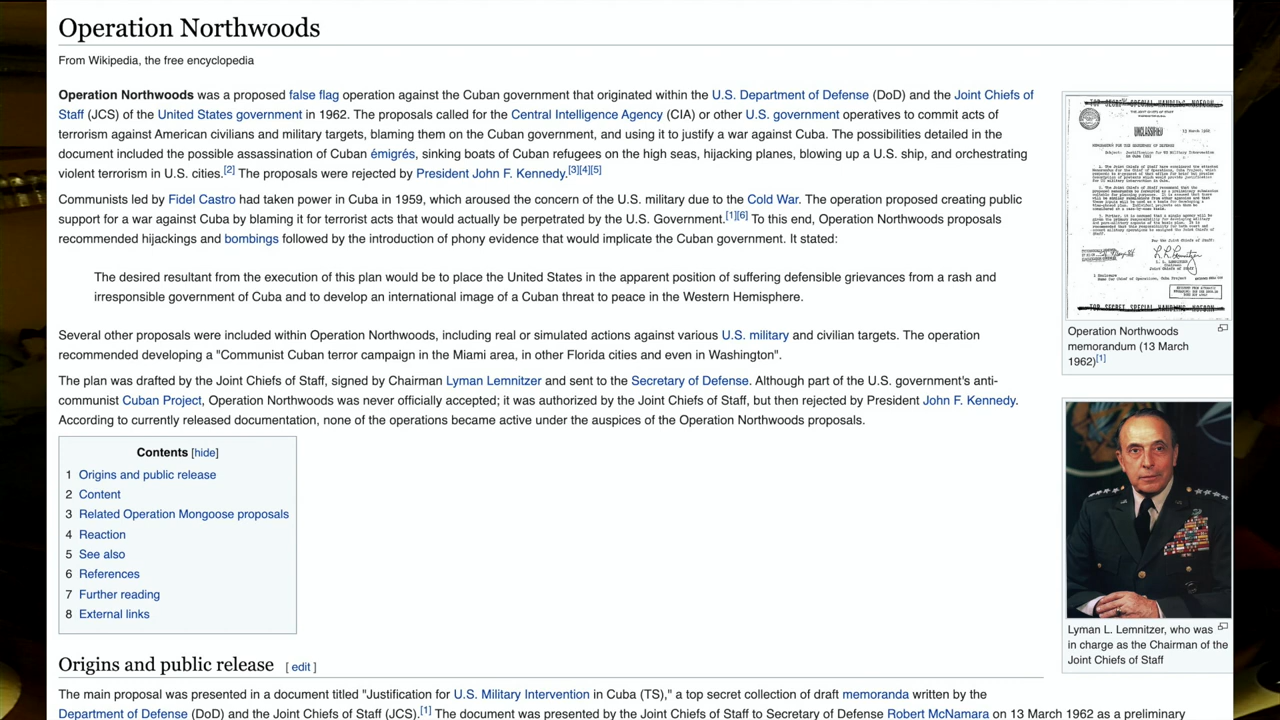 Operation Northwoods
From Wikipedia, the free encyclopedia
Operation Northwoods was a proposed false flag operation against the Cuban government that originated within the U.S. Department of Defense (DoD) and the Joint Chiefs of
Staff (JCS) of the United States government in 1962. The proposals called for the Central Intelligence Agency (CIA) or other U.S. government operatives to commit acts of
terrorism against American civilians and military targets, blaming them on the Cuban government, and using it to justify a war against Cuba. The possibilities detailed in the
document included the possible assassination of Cuban émigrés, sinking boats of Cuban refugees on the high seas, hijacking planes, blowing up a U.S. ship, and orchestrating
violent terrorism in U.S. cities.[2] The proposals were rejected by President John F. Kennedy.[3][4][5]
Communists led by Fidel Castro had taken power in Cuba in 1959, which aroused the concern of the U.S. military due to the Cold War. The operation proposed creating public
support for a war against Cuba by blaming it for terrorist acts that would actually be perpetrated by the U.S. Government.[1][6] To this end, Operation Northwoods proposals
recommended hijackings and bombings followed by the introduction of phony evidence that would implicate the Cuban government. It stated:
The desired resultant from the execution of this plan would be to place the United States in the apparent position of suffering defensible grievances from a rash and
irresponsible government of Cuba and to develop an international image of a Cuban threat to peace in the Western Hemisphere.
Several other proposals were included within Operation Northwoods, including real or simulated actions against various U.S. military and civilian targets. The operation
recommended developing a "Communist Cuban terror campaign in the Miami area, in other Florida cities and even in Washington".
The plan was drafted by the Joint Chiefs of Staff, signed by Chairman Lyman Lemnitzer and sent to the Secretary of Defense. Although part of the U.S. government's anti-
communist Cuban Project, Operation Northwoods was never officially accepted; it was authorized by the Joint Chiefs of Staff, but then rejected by President John F. Kennedy.
According to currently released documentation, none of the operations became active under the auspices of the Operation Northwoods proposals.
Contents [hide]
1 Origins and public release
2 Content
3 Related Operation Mongoose proposals
4 Reaction
5 See also
6 References
7 Further reading
8 External links
Origins and public release [ edit ]
The main proposal was presented in a document titled "Justification for U.S. Military Intervention in Cuba (TS)," a top secret collection of draft memoranda written by the
Department of Defense (DoD) and the Joint Chiefs of Staff (JCS).[1] The document was presented by the Joint Chiefs of Staff to Secretary of Defense Robert McNamara on 13 March 1962 as a preliminary
TOP SECRET SPECIAL HANDLING NOFORN
UNCLASSIFIED
13 March 1962
MEMORANDUM FOR THE SECRETARY OF DEFENSE
TOP SECRET SPECIAL HANDLING NOFORN
Operation Northwoods
memorandum (13 March
1962)[1]
Lyman L. Lemnitzer, who was
in charge as the Chairman of the
Joint Chiefs of Staff